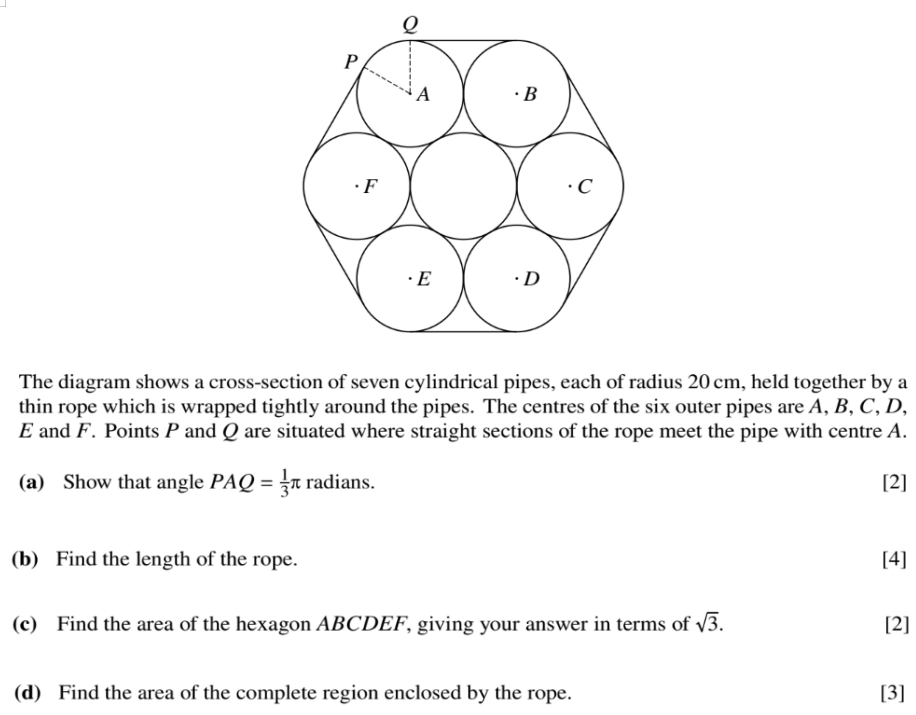 Q
P
A
· B
· F
· C
· E
· D
The diagram shows a cross-section of seven cylindrical pipes, each of radius 20 cm, held together by a
thin rope which is wrapped tightly around the pipes. The centres of the six outer pipes are A, B, C, D,
E and F. Points P and Q are situated where straight sections of the rope meet the pipe with centre A.
(a) Show that angle PAQ = 1/3 π radians. [2]
(b) Find the length of the rope. [4]
(c) Find the area of the hexagon ABCDEF, giving your answer in terms of √3. [2]
(d) Find the area of the complete region enclosed by the rope. [3]